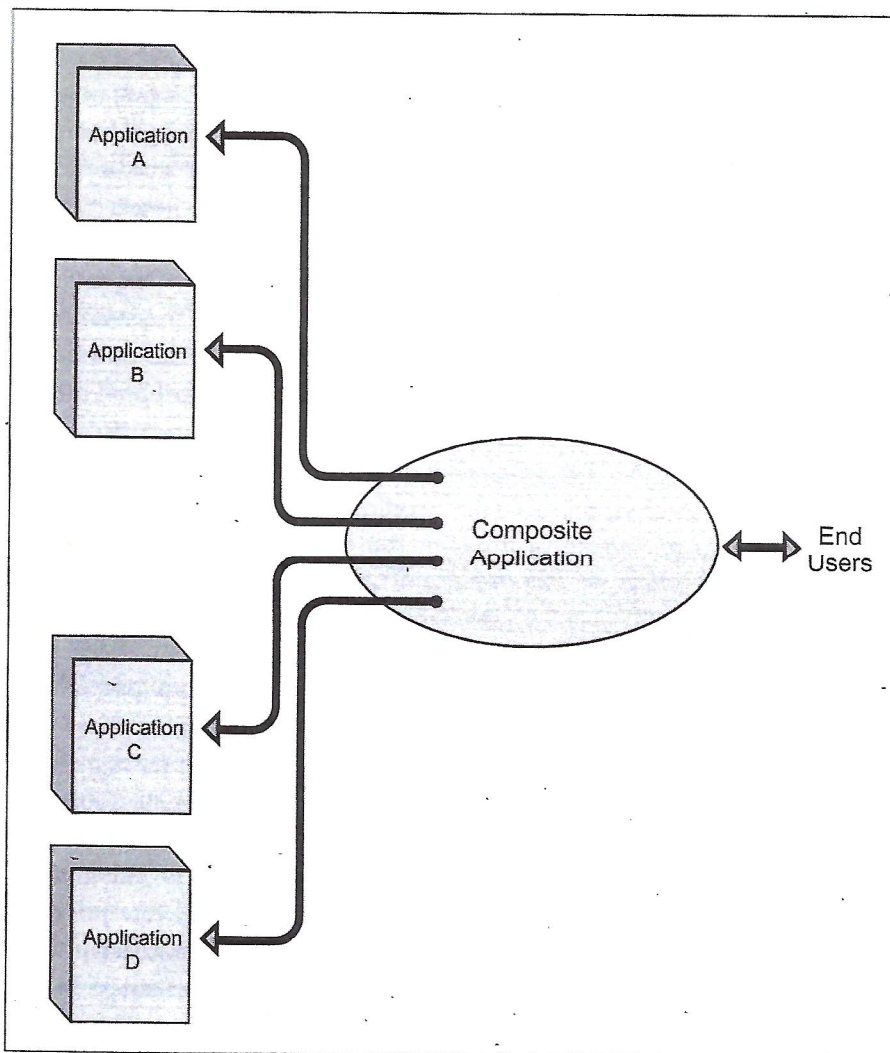 Application
A
Application
B
Composite
Application
End
Users
Application
C
Application
D